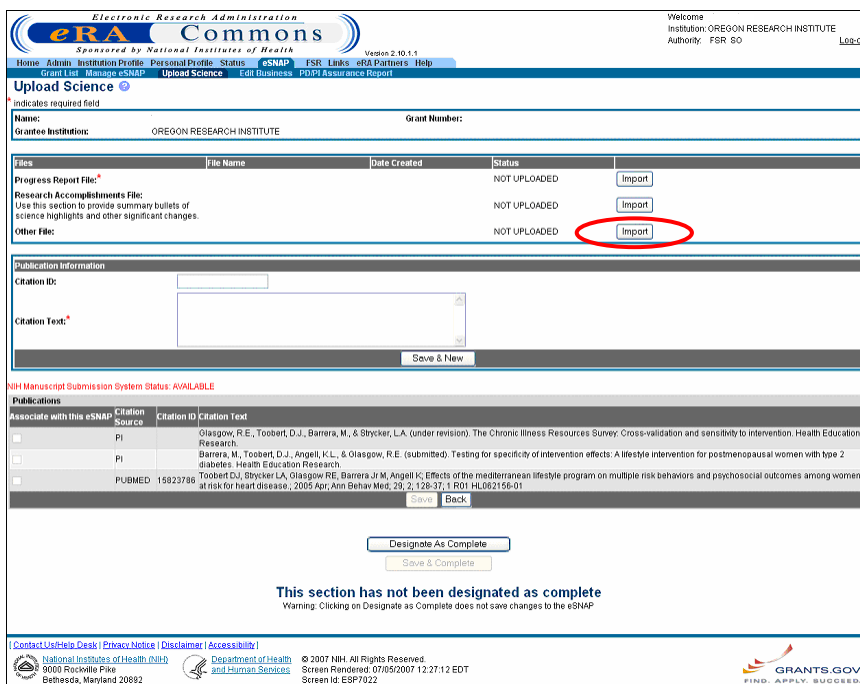 Electronic Research Administration
eRA Commons
Sponsored by National Institutes of Health
Version 2.10.1.1
Welcome
Institution: OREGON RESEARCH INSTITUTE
Authority: FSR SO
Home Admin Institution Profile Personal Profile Status eSNAP FSR Links eRA Partners Help
Grant List Manage eSNAP Upload Science Edit Business PD/PI Assurance Report
Upload Science ?
* indicates required field
Name: Grant Number:
Grantee Institution: OREGON RESEARCH INSTITUTE
Files File Name Date Created Status
Progress Report File:* NOT UPLOADED Import
Research Accomplishments File:
Use this section to provide summary bullets of
science highlights and other significant changes.
NOT UPLOADED Import
Other File: NOT UPLOADED Import
Publication Information
Citation ID:
Citation Text:*
Save & New
NIH Manuscript Submission System Status: AVAILABLE
Publications
Associate with this eSNAP Citation Source Citation ID Citation Text
PI Glasgow, R.E., Toobert, D.J., Barrera, M., & Strycker, L.A. (under revision). The Chronic Illness Resources Survey: Cross-validation and sensitivity to intervention. Health Education
Research.
PI Barrera, M., Toobert, D.J., Angell, K.L., & Glasgow, R.E. (submitted). Testing for specificity of intervention effects: A lifestyle intervention for postmenopausal women with type 2
diabetes. Health Education Research.
PUBMED 15823786 Toobert DJ, Strycker LA, Glasgow RE, Barrera Jr M, Angell K; Effects of the mediterranean lifestyle program on multiple risk behaviors and psychosocial outcomes among women
at risk for heart disease.; 2005 Apr; Ann Behav Med; 29; 2; 128-37; 1 R01 HL062156-01
Save Back
Designate As Complete
Save & Complete
This section has not been designated as complete
Warning: Clicking on Designate as Complete does not save changes to the eSNAP
[ Contact Us/Help Desk | Privacy Notice | Disclaimer | Accessibility |
National Institutes of Health (NIH)
9000 Rockville Pike
Bethesda, Maryland 20892
Department of Health
and Human Services
© 2007 NIH. All Rights Reserved.
Screen Rendered: 07/05/2007 12:27:12 EDT
Screen Id: ESP7022
GRANTS.GOV
FIND. APPLY. SUCCEED.